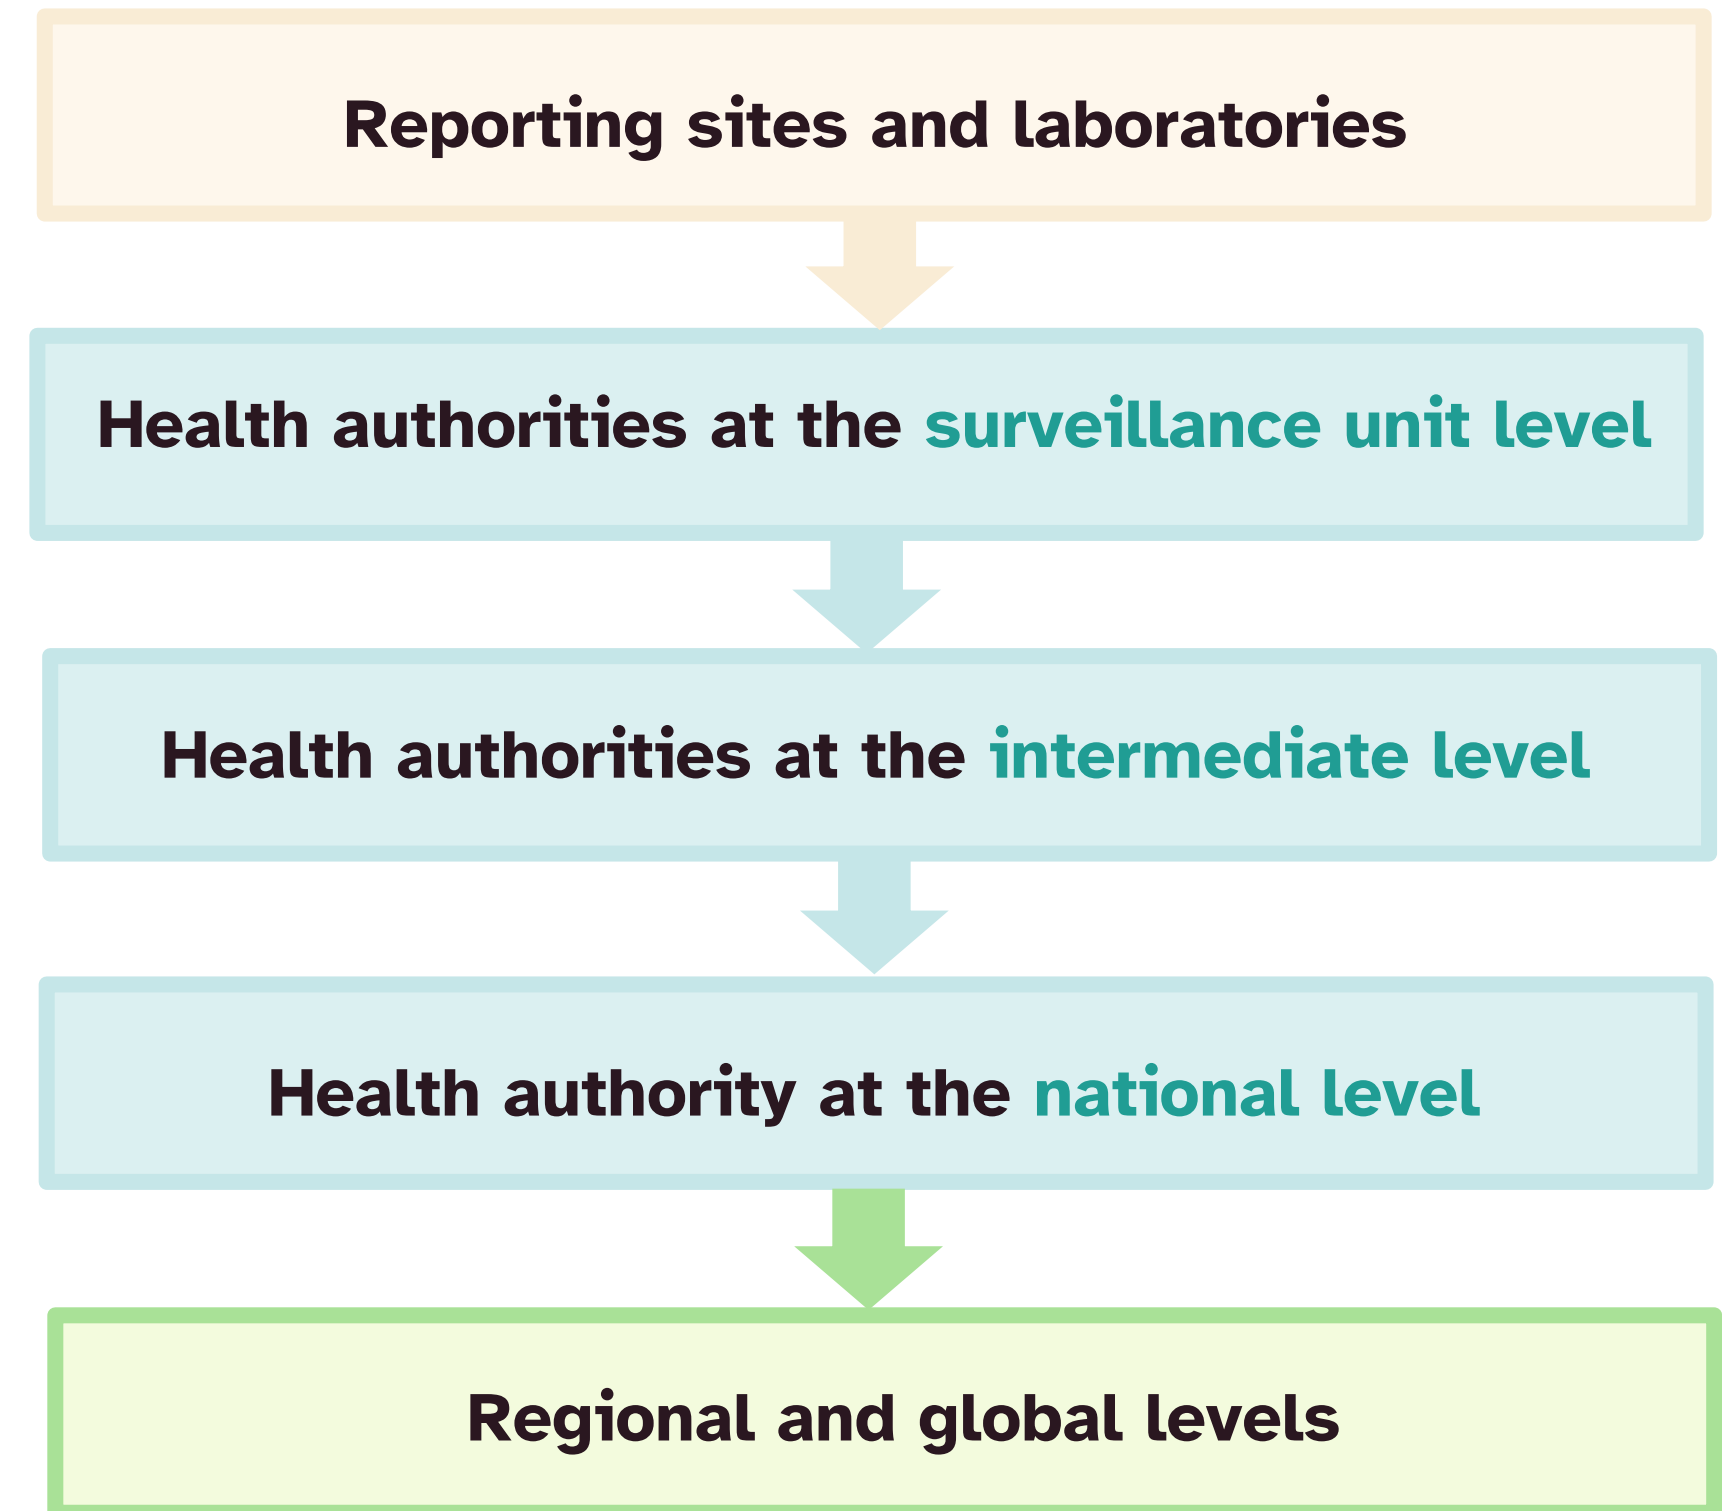 Reporting sites and laboratories
Health authorities at the surveillance unit level
Health authorities at the intermediate level
Health authority at the national level
Regional and global levels